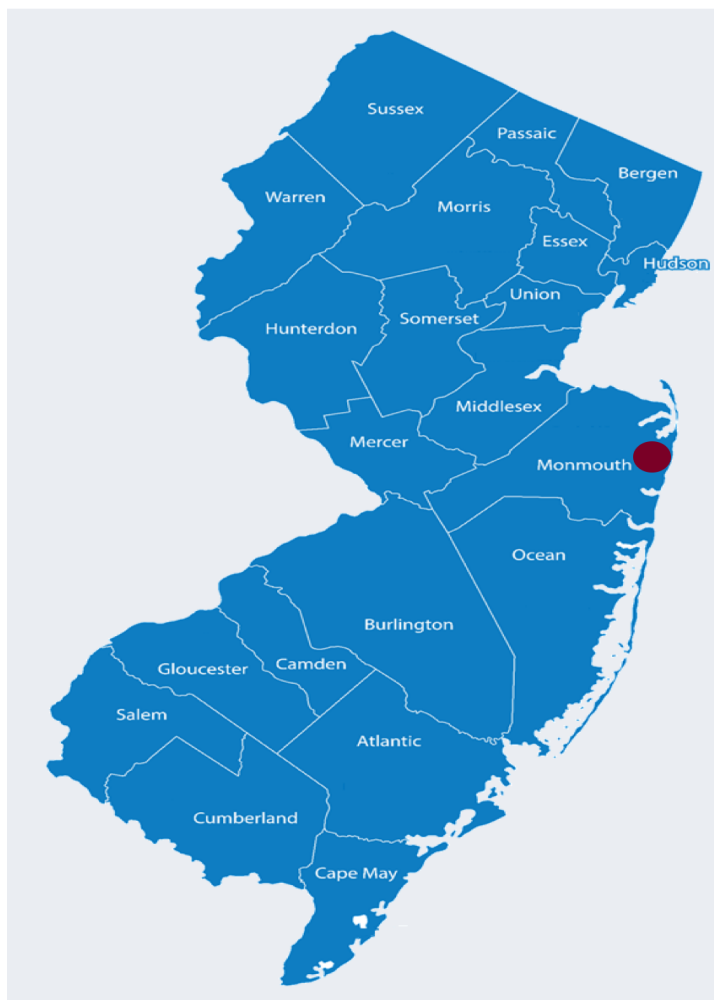 Sussex
Passaic
Bergen
Warren
Morris
Essex
Hudson
Union
Somerset
Hunterdon
Middlesex
Mercer
Monmouth
Ocean
Burlington
Camden
Gloucester
Salem
Atlantic
Cumberland
Cape May